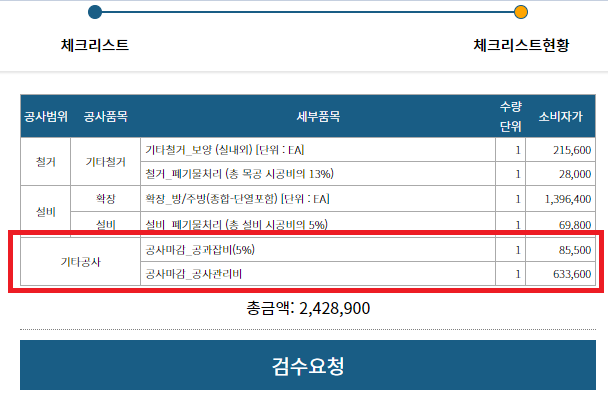 체크리스트 체크리스트현황
공사범위 공사품목 세부품목 수량 단위 소비자가
철거 기타철거 기타철거_보양 (실내외) [단위 : EA] 1 215,600
철거_폐기물처리 (총 목공 시공비의 13%) 1 28,000
설비 확장 확장_방/주방(종합-단열포함) [단위 : EA] 1 1,396,400
설비 설비_폐기물처리 (총 설비 시공비의 5%) 1 69,800
기타공사 공사마감_공과잡비(5%) 1 85,500
공사마감_공사관리비 1 633,600
총금액: 2,428,900
검수요청